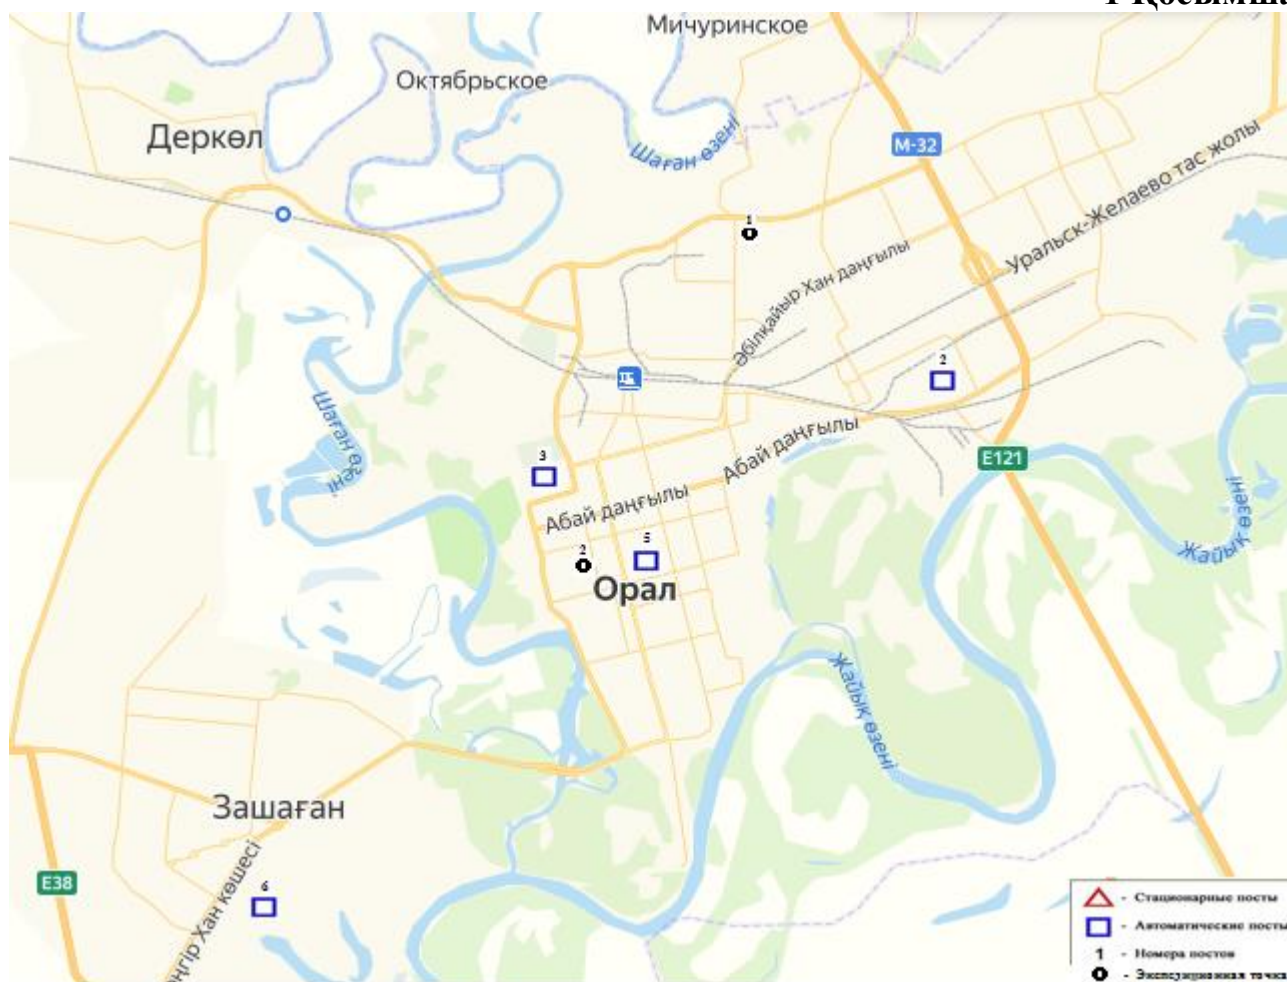 1 Қосымша
Мичуринское
Октябрьское
Деркөл
Шаған өзені
М-32
Уральск-Желаево тас жолы
1
Әбілқайыр Хан даңғылы
2
Шаған өзені
Абай даңғылы
E121
3
Абай даңғылы
Жайық өзені
2
5
Орал
Жайық өзені
Зашаған
E38
6
Хан көшесі
- Стационарные посты
- Автоматические посты
1 - Номера постов
- Экспедиционная точка